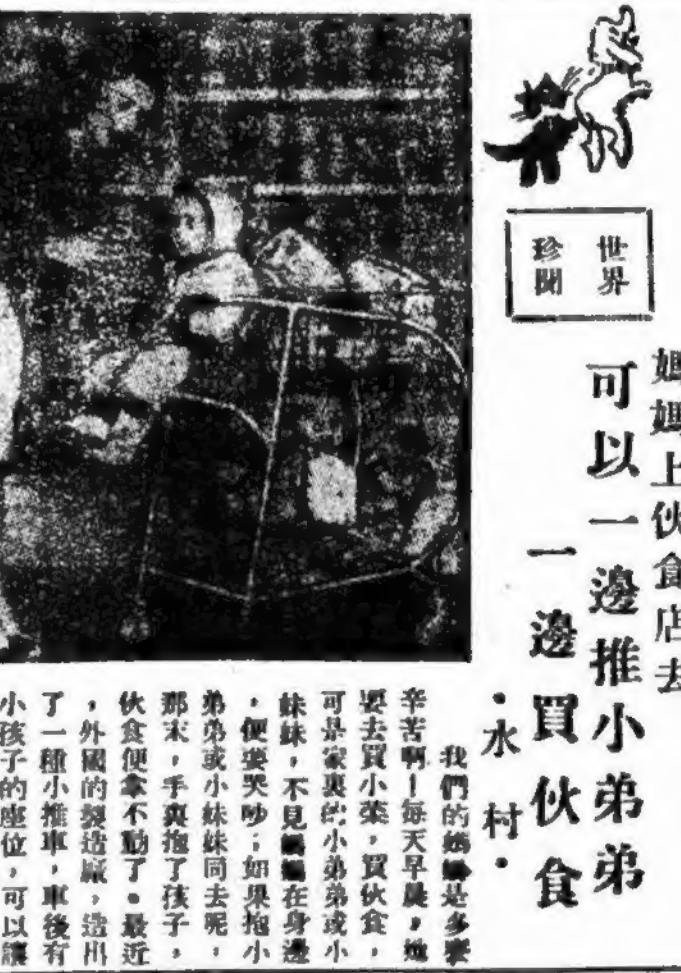 世界
珍聞
媽媽上伙食店去
可以一邊推小弟弟
一邊買伙食
·水村·
我們的媽媽是多麽
辛苦啊！每天早晨，她
要去買小菜，買伙食，
可是家裏的小弟弟或小
妹妹，不見媽媽在身邊
，便要哭吵；如果抱小
弟弟或小妹妹同去呢，
那末，手裏抱了孩子，
伙食便拿不動了。最近
，外國的製造廠，造出
了一種小推車，車後有
小孩子的座位，可以讓